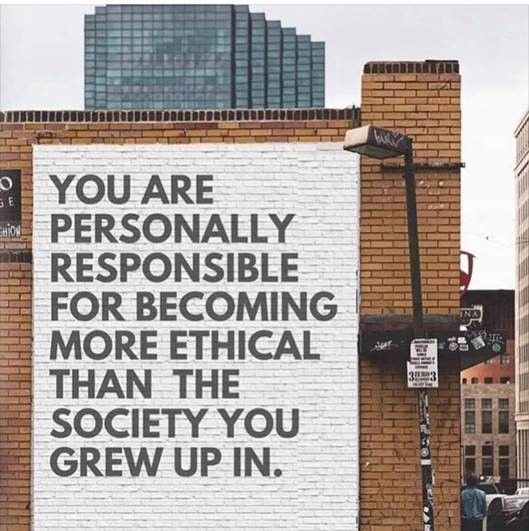 YOU ARE
PERSONALLY
RESPONSIBLE
FOR BECOMING
MORE ETHICAL
THAN THE
SOCIETY YOU
GREW UP IN.